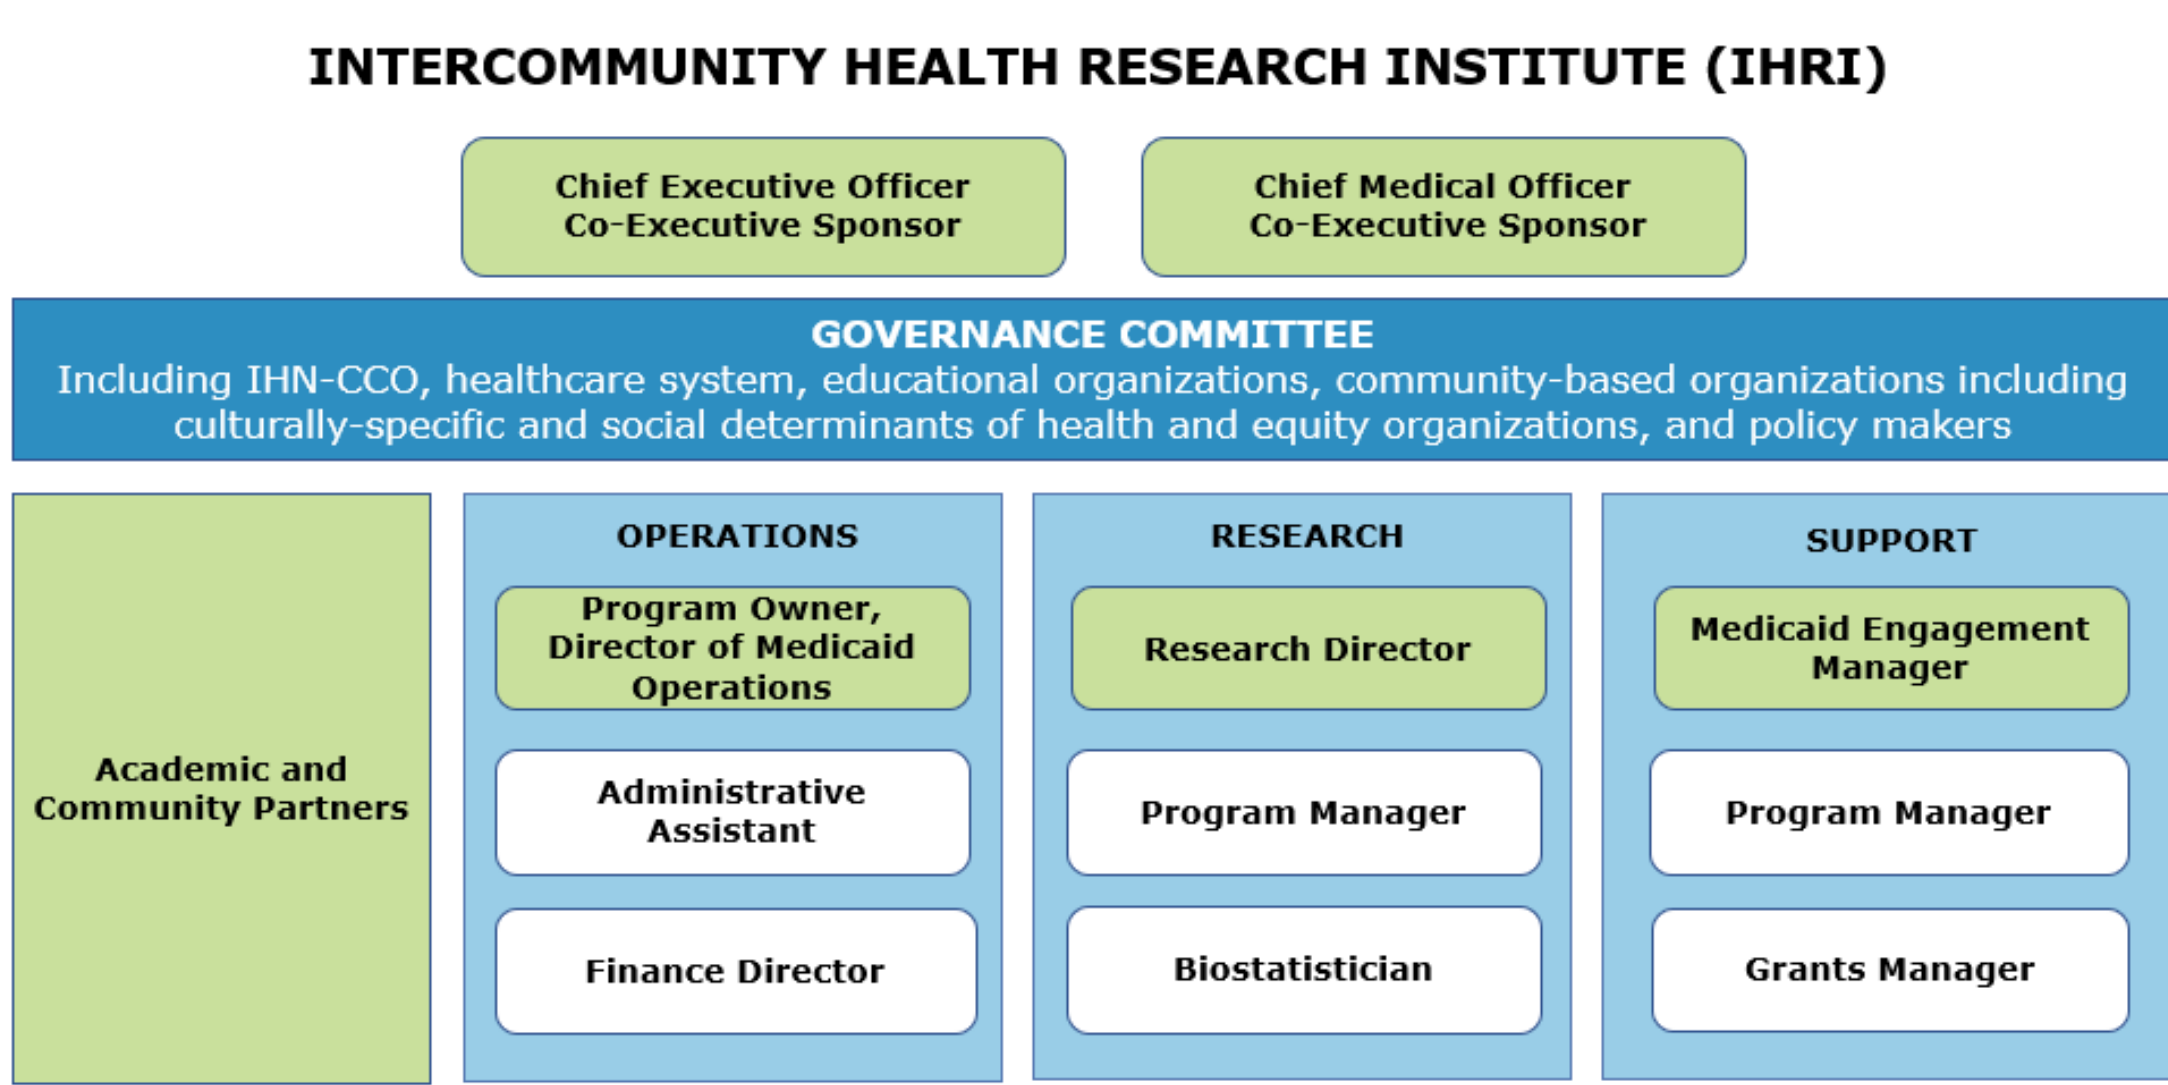 INTERCOMMUNITY HEALTH RESEARCH INSTITUTE (IHRI)
Chief Executive Officer
Co-Executive Sponsor
Chief Medical Officer
Co-Executive Sponsor
GOVERNANCE COMMITTEE
Including IHN-CCO, healthcare system, educational organizations, community-based organizations including
culturally-specific and social determinants of health and equity organizations, and policy makers
Academic and
Community Partners
OPERATIONS
Program Owner,
Director of Medicaid
Operations
Administrative
Assistant
Finance Director
RESEARCH
Research Director
Program Manager
Biostatistician
SUPPORT
Medicaid Engagement
Manager
Program Manager
Grants Manager